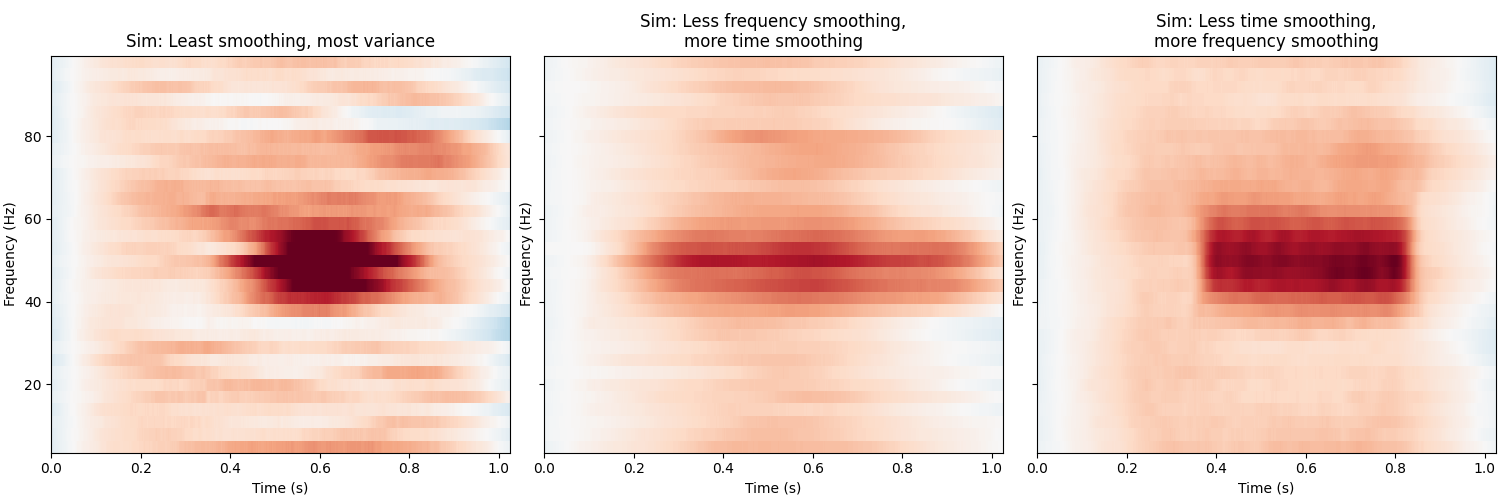 Sim: Least smoothing, most variance
Frequency (Hz)
80
60
40
20
0.0 0.2 0.4 0.6 0.8 1.0
Time (s)
Sim: Less frequency smoothing,
more time smoothing
Frequency (Hz)
0.0 0.2 0.4 0.6 0.8 1.0
Time (s)
Sim: Less time smoothing,
more frequency smoothing
Frequency (Hz)
0.0 0.2 0.4 0.6 0.8 1.0
Time (s)